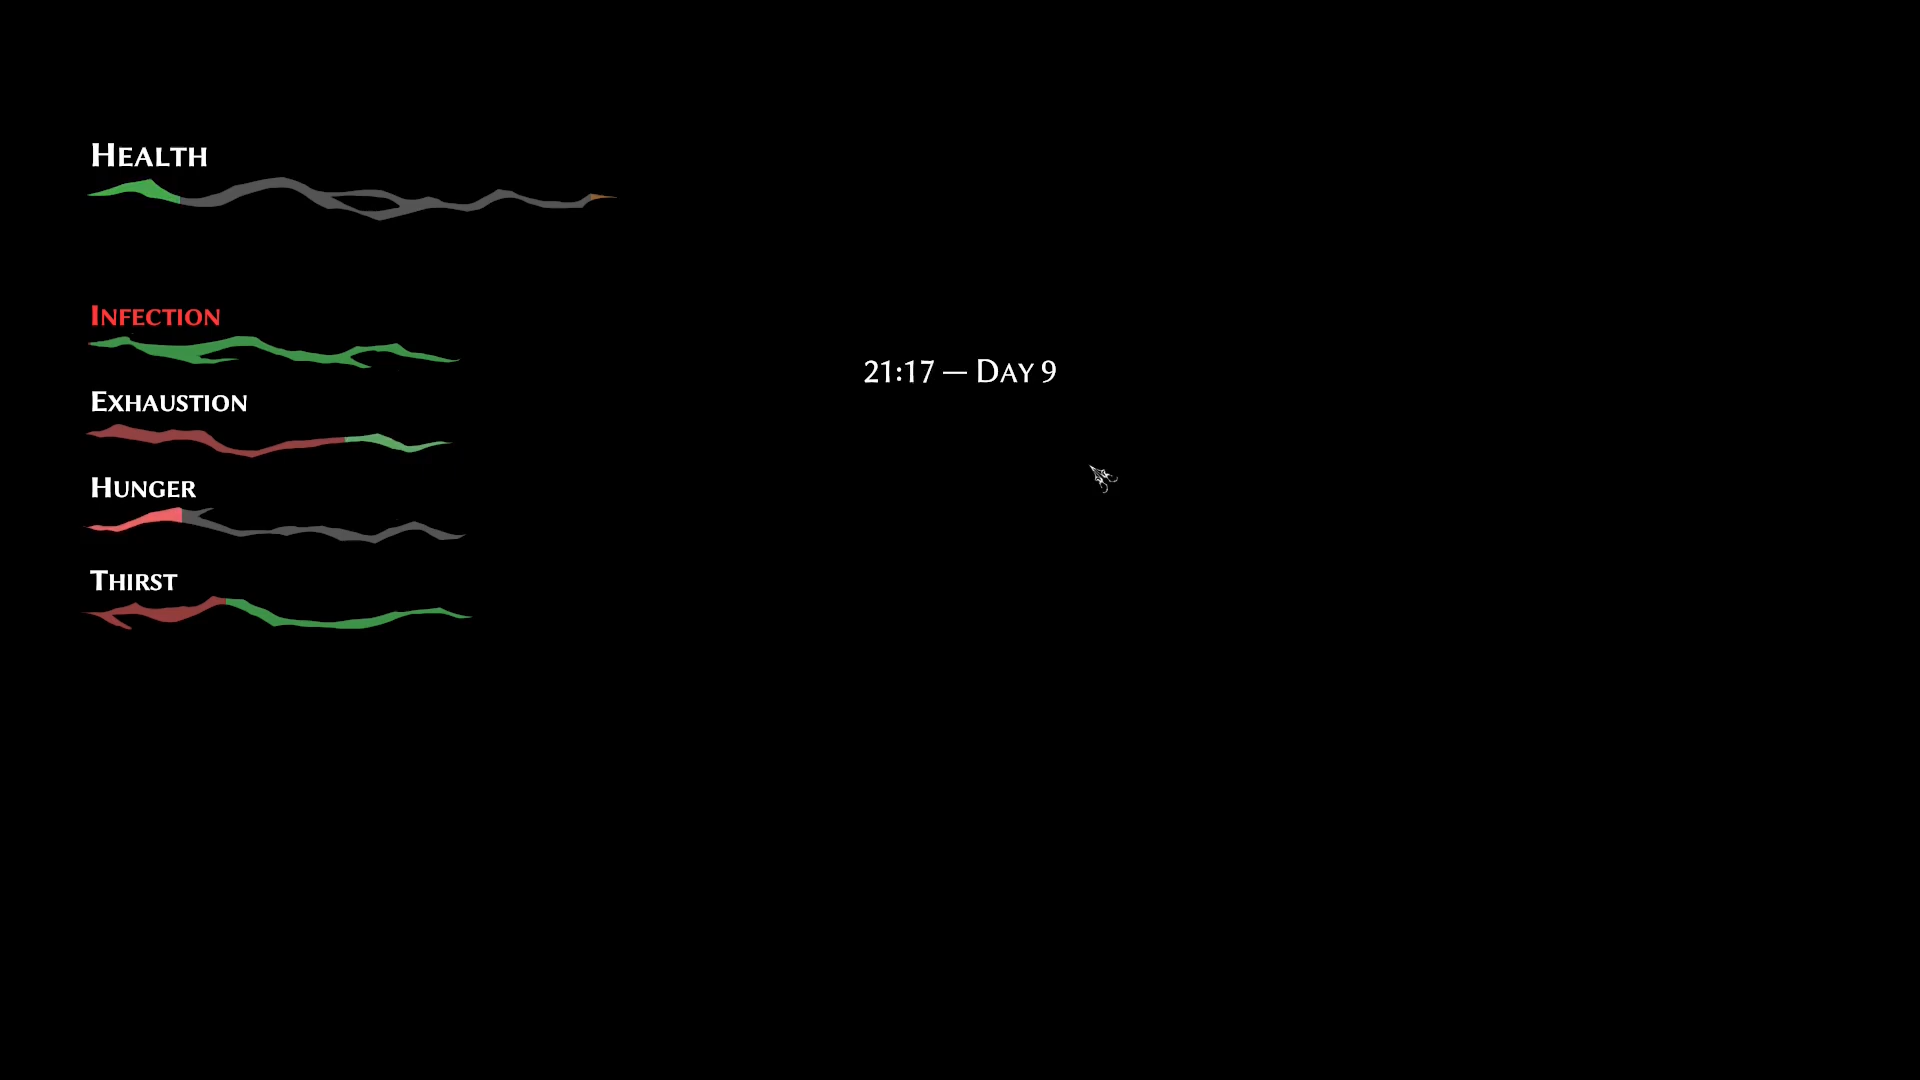 Health
Infection
Exhaustion
Hunger
Thirst
21:17 — Day 9